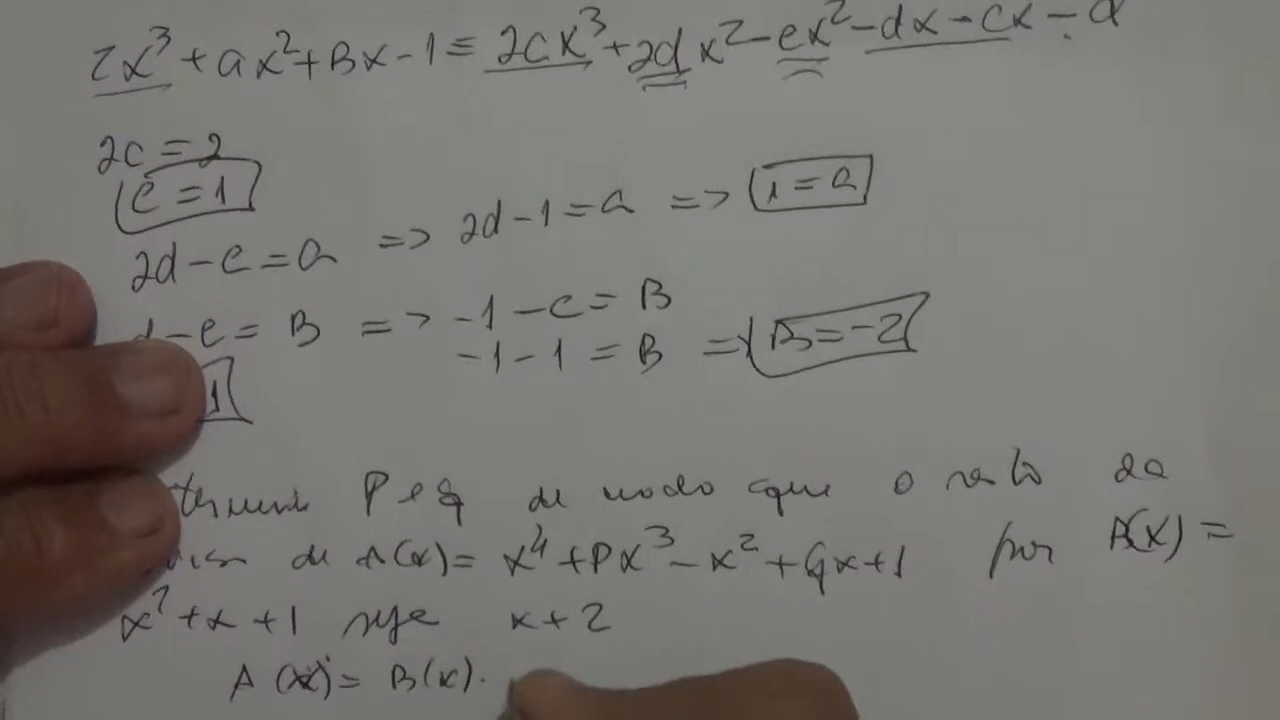 2x³ + ax² + Bx - 1 ≡ 2cx³ + 2dx² - ex² - dx - cx - d
2c = 2
c = 1
2d - e = a => 2d - 1 = a => 1 = a
d - e = B => -1 - c = B
-1 - 1 = B => B = -2
1
P e q de modo que o resto da
de A(x) = x⁴ + Px³ - x² + qx + 1 por B(x) =
x² + x + 1 seja x + 2
A(x) = B(x).